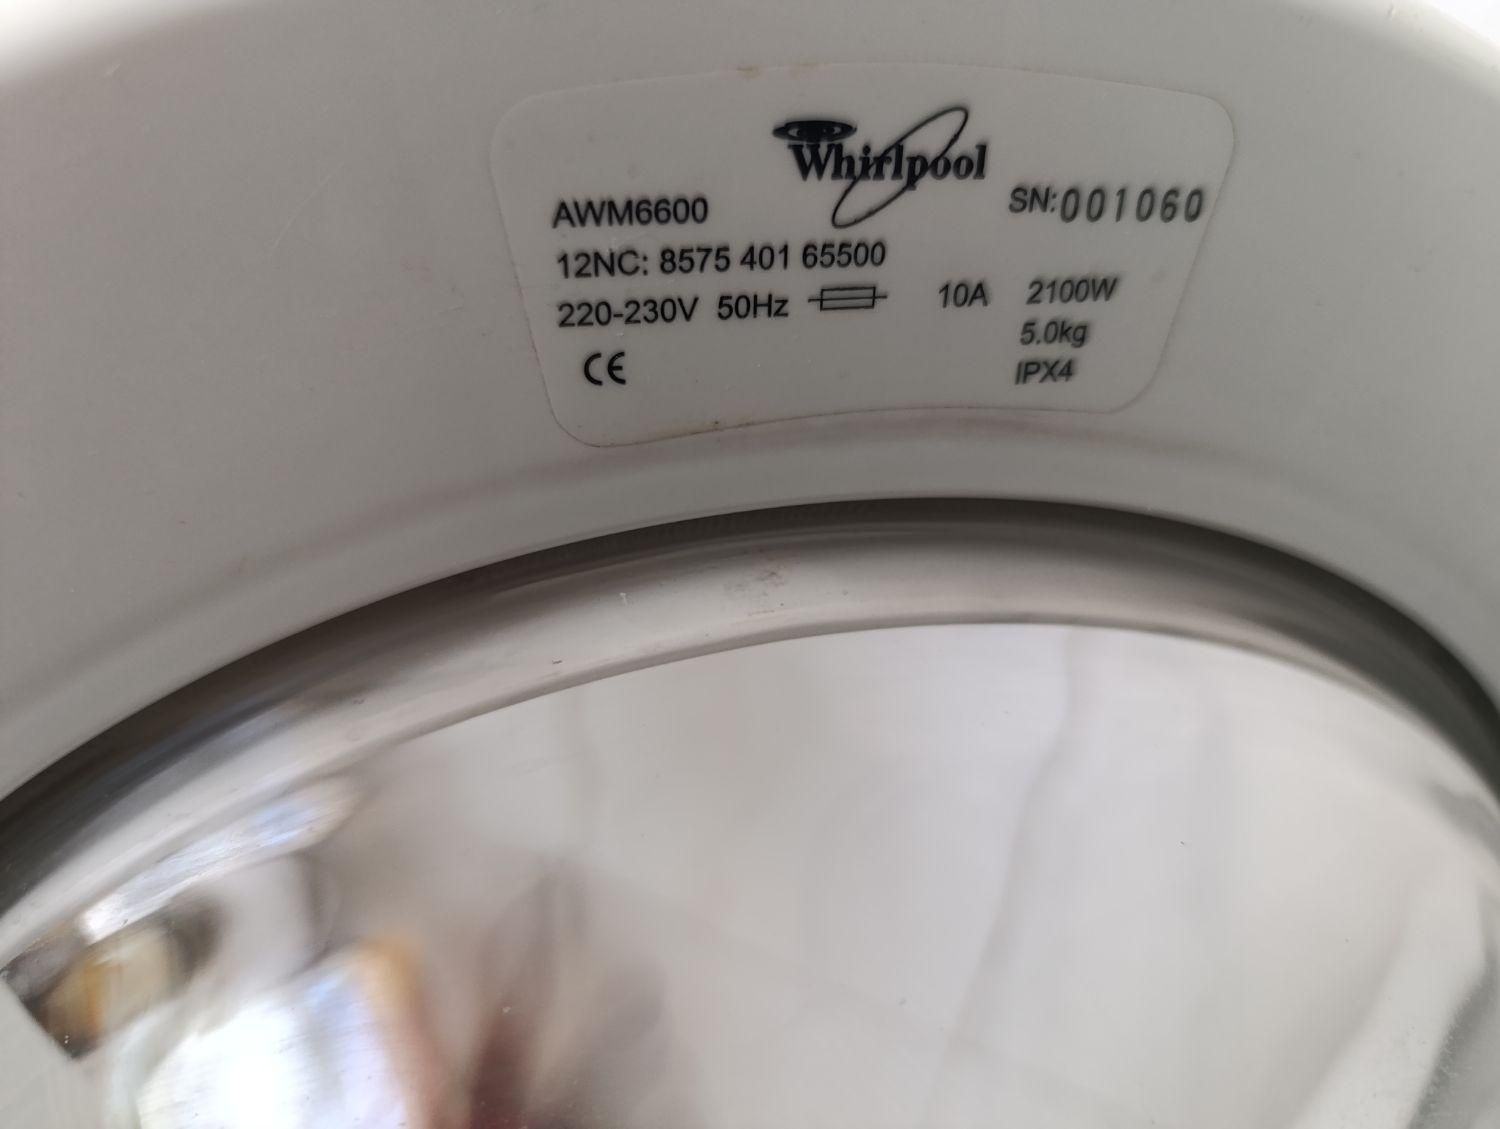 Whirlpool
AWM6600
SN:001060
12NC: 8575 401 65500
220-230V 50Hz 10A 2100W
5.0kg
CE IPX4